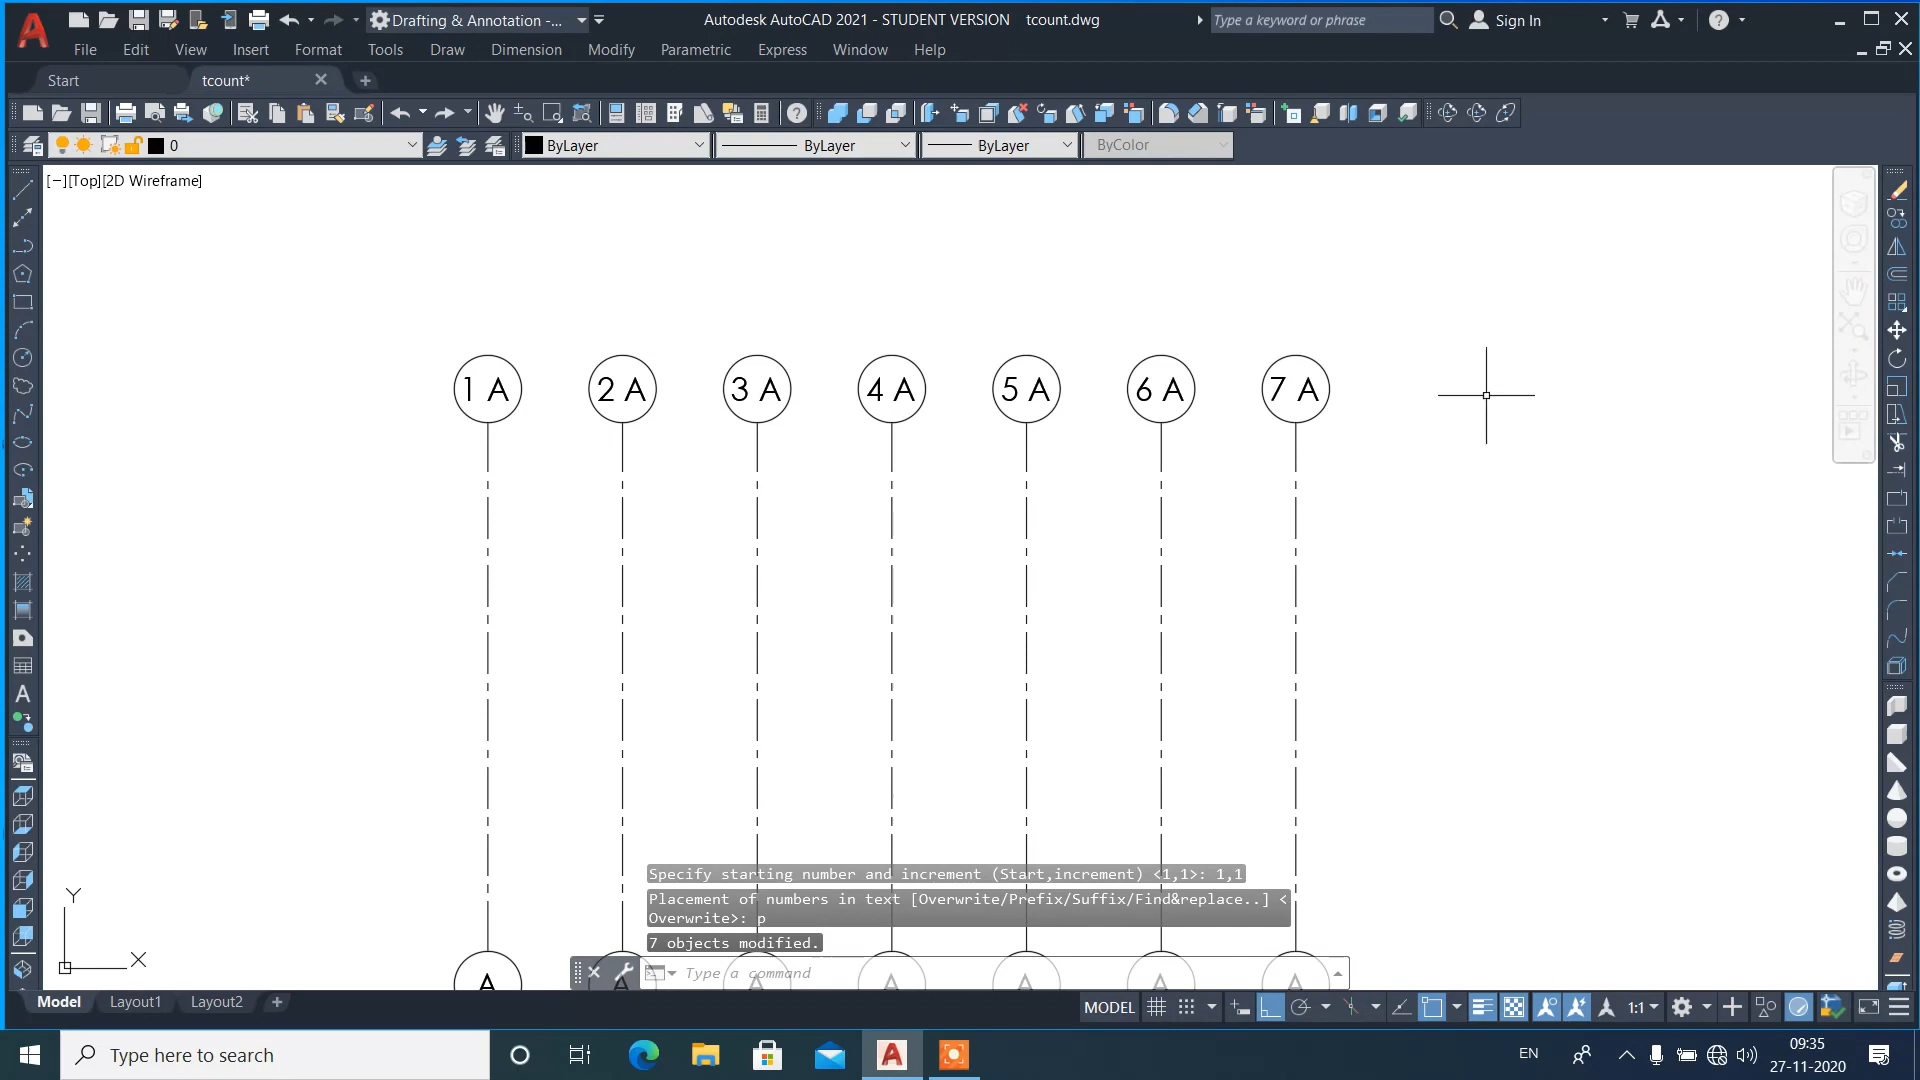 Drafting & Annotation -...
Autodesk AutoCAD 2021 - STUDENT VERSION tcount.dwg
Type a keyword or phrase
Sign In
File Edit View Insert Format Tools Draw Dimension Modify Parametric Express Window Help
Start tcount*
0 ByLayer ByLayer ByLayer ByColor
[−][Top][2D Wireframe]
1 A 2 A 3 A 4 A 5 A 6 A 7 A
Specify starting number and increment (Start,increment) <1,1>: 1,1
Placement of numbers in text [Overwrite/Prefix/Suffix/Find&replace..] <
Overwrite>: p
7 objects modified.
Y
X
A A A A A A A
Type a command
Model Layout1 Layout2
MODEL 1:1
Type here to search
EN
09:35
27-11-2020